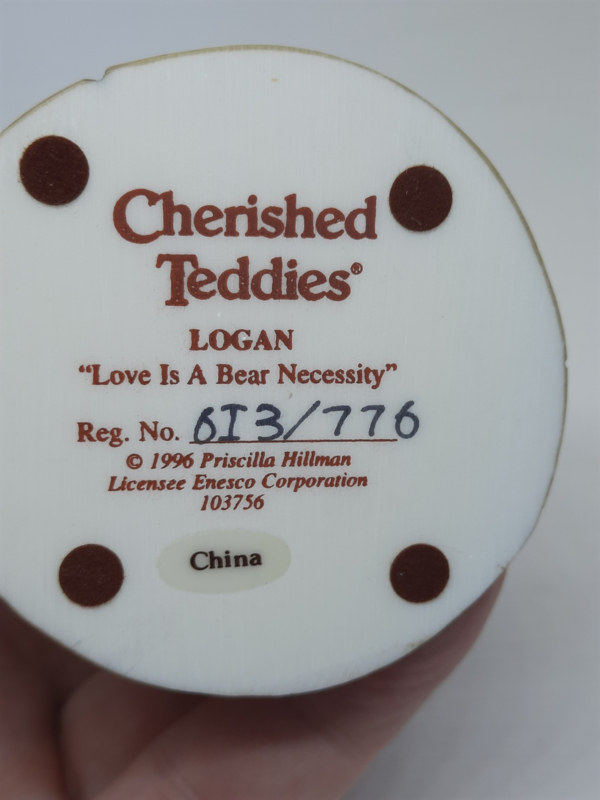 Cherished
Teddies®
LOGAN
“Love Is A Bear Necessity”
Reg. No. 6I3/776
© 1996 Priscilla Hillman
Licensee Enesco Corporation
103756
China